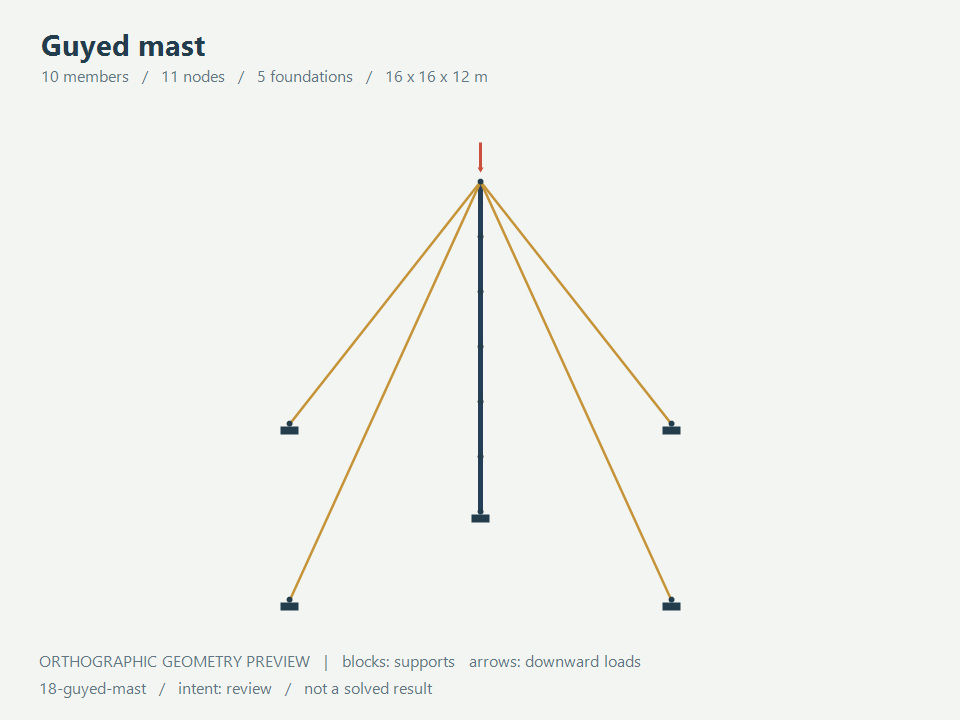 Guyed mast
10 members / 11 nodes / 5 foundations / 16 x 16 x 12 m
ORTHOGRAPHIC GEOMETRY PREVIEW | blocks: supports arrows: downward loads
18-guyed-mast / intent: review / not a solved result